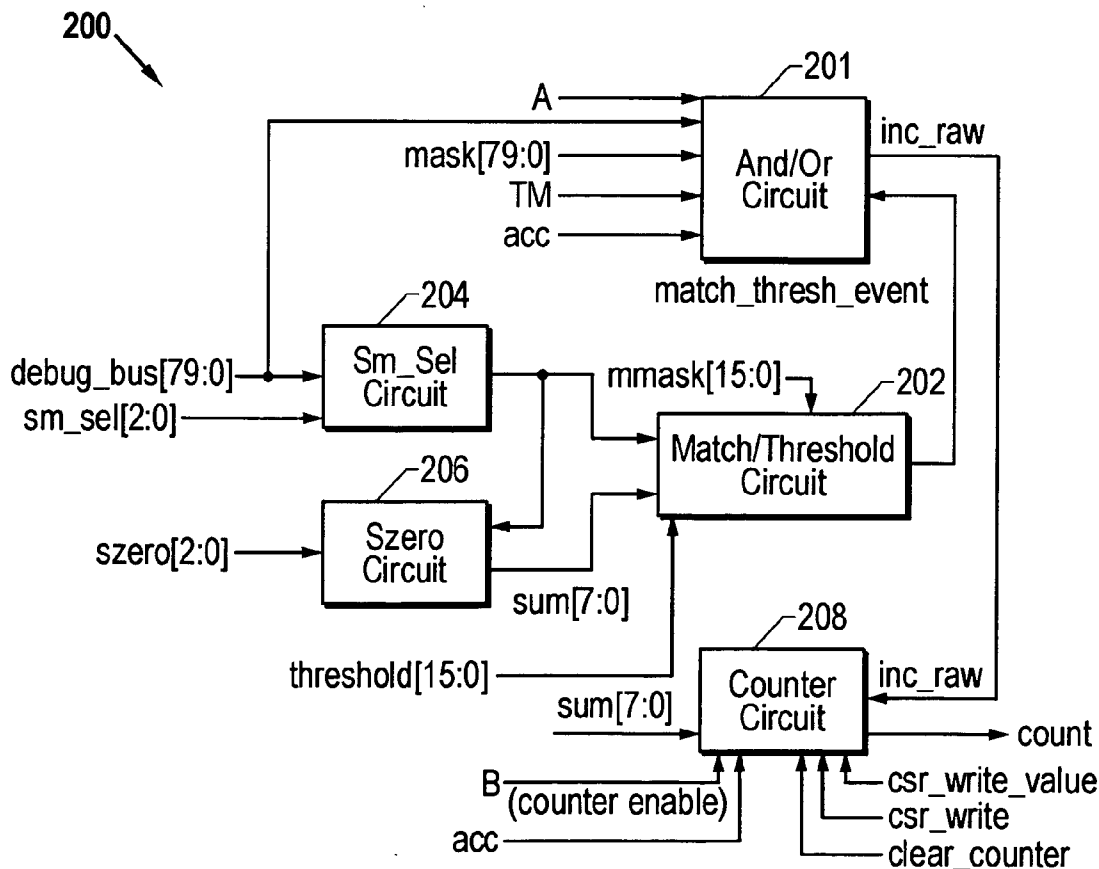 200
201
A
inc_raw
mask[79:0]
And/Or
Circuit
TM
acc
match_thresh_event
204
debug_bus[79:0]
Sm_Sel
Circuit
mmask[15:0]
202
sm_sel[2:0]
Match/Threshold
Circuit
206
szero[2:0]
Szero
Circuit
sum[7:0]
208
threshold[15:0]
Counter
Circuit
inc_raw
sum[7:0]
count
B
(counter enable)
csr_write_value
csr_write
acc
clear_counter